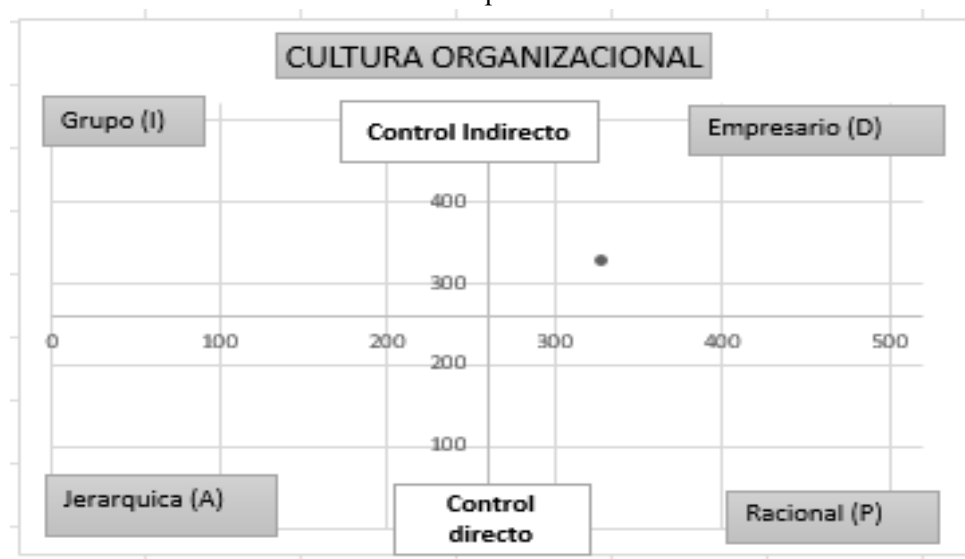 CULTURA ORGANIZACIONAL
Grupo (I)
Control Indirecto
Empresario (D)
400
300
0 100 200 300 400 500
200
100
Jerarquica (A)
Control
directo
Racional (P)